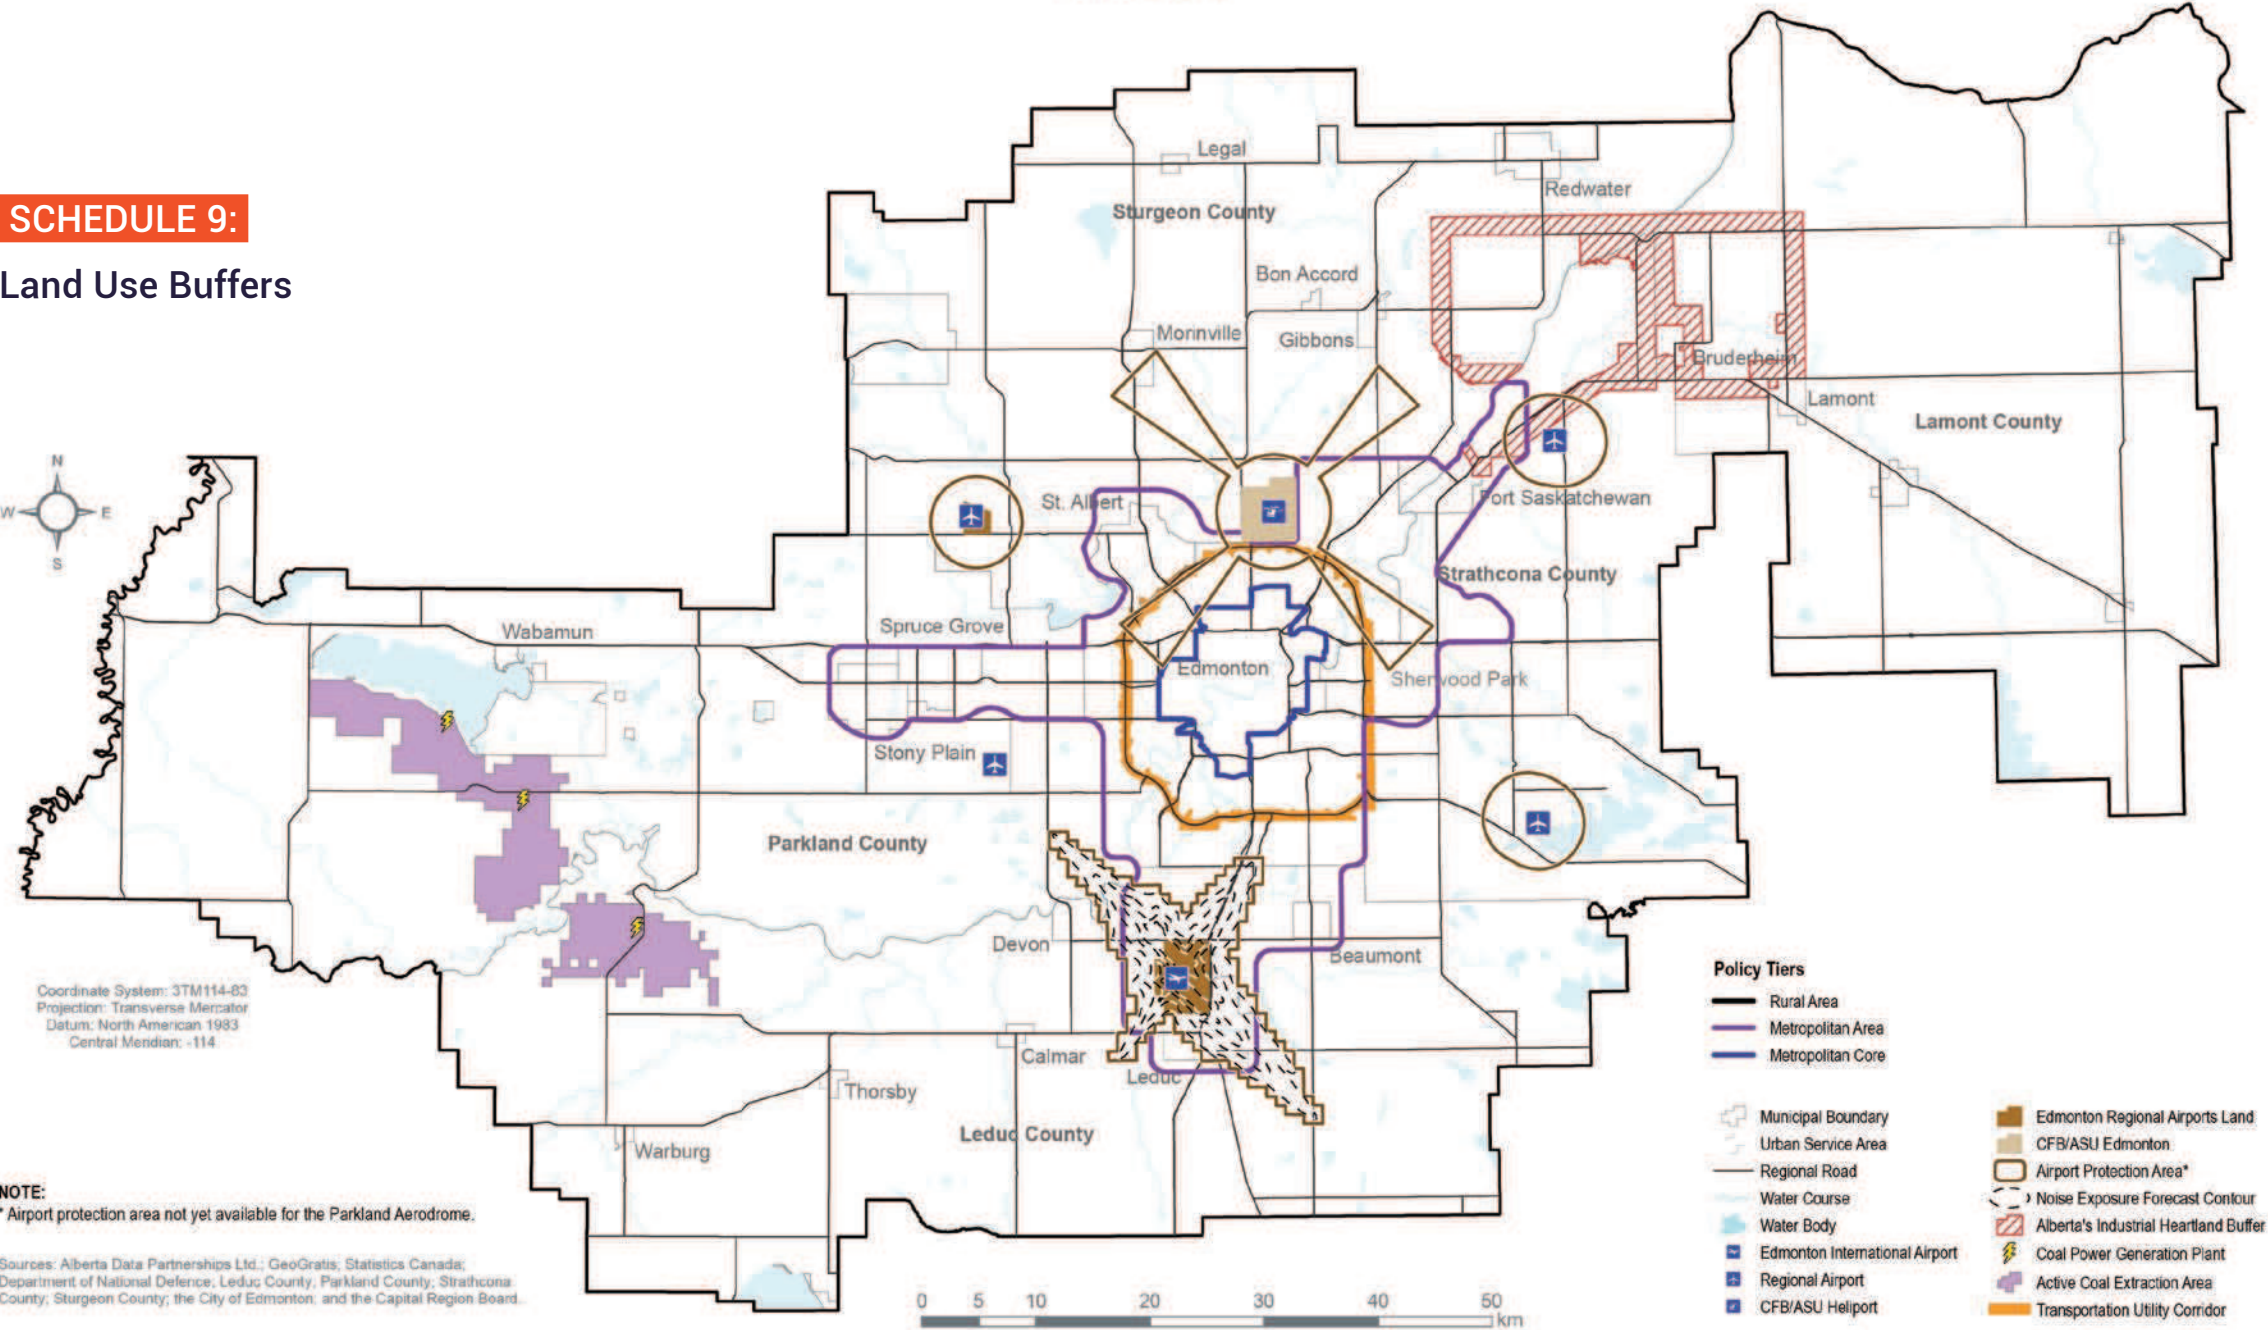 SCHEDULE 9:
Land Use Buffers
Legal
Redwater
Sturgeon County
Bon Accord
Morinville
Gibbons
Bruderheim
Lamont
Lamont County
N
W
E
S
St. Albert
Fort Saskatchewan
Strathcona County
Wabamun
Spruce Grove
Edmonton
Sherwood Park
Stony Plain
Parkland County
Devon
Beaumont
Calmar
Leduc
Thorsby
Leduc County
Warburg
Coordinate System: 3TM114-83
Projection: Transverse Mercator
Datum: North American 1983
Central Meridian: -114
NOTE:
* Airport protection area not yet available for the Parkland Aerodrome.
Sources: Alberta Data Partnerships Ltd.; GeoGratis; Statistics Canada;
Department of National Defence; Leduc County; Parkland County; Strathcona
County; Sturgeon County; the City of Edmonton; and the Capital Region Board.
0 5 10 20 30 40 50
km
Policy Tiers
Rural Area
Metropolitan Area
Metropolitan Core
Municipal Boundary
Urban Service Area
Regional Road
Water Course
Water Body
Edmonton International Airport
Regional Airport
CFB/ASU Heliport
Edmonton Regional Airports Land
CFB/ASU Edmonton
Airport Protection Area*
Noise Exposure Forecast Contour
Alberta's Industrial Heartland Buffer
Coal Power Generation Plant
Active Coal Extraction Area
Transportation Utility Corridor